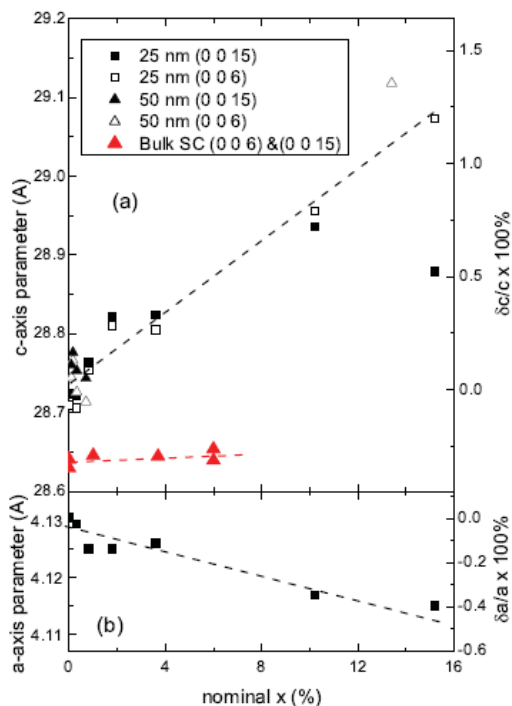 29.2
29.1
29.0
28.9
28.8
28.7
28.6
c-axis parameter (A)
25 nm (0 0 15)
25 nm (0 0 6)
50 nm (0 0 15)
50 nm (0 0 6)
Bulk SC (0 0 6) &(0 0 15)
(a)
1.5
1.0
0.5
0.0
δc/c x 100%
4.13
4.12
4.11
a-axis parameter (A)
(b)
0.0
-0.2
-0.4
-0.6
δa/a x 100%
0 4 8 12 16
nominal x (%)